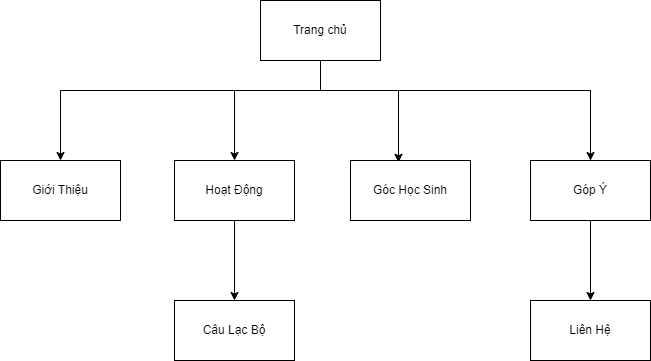 Trang chủ
Giới Thiệu
Hoạt Động
Góc Học Sinh
Góp Ý
Câu Lạc Bộ
Liên Hệ